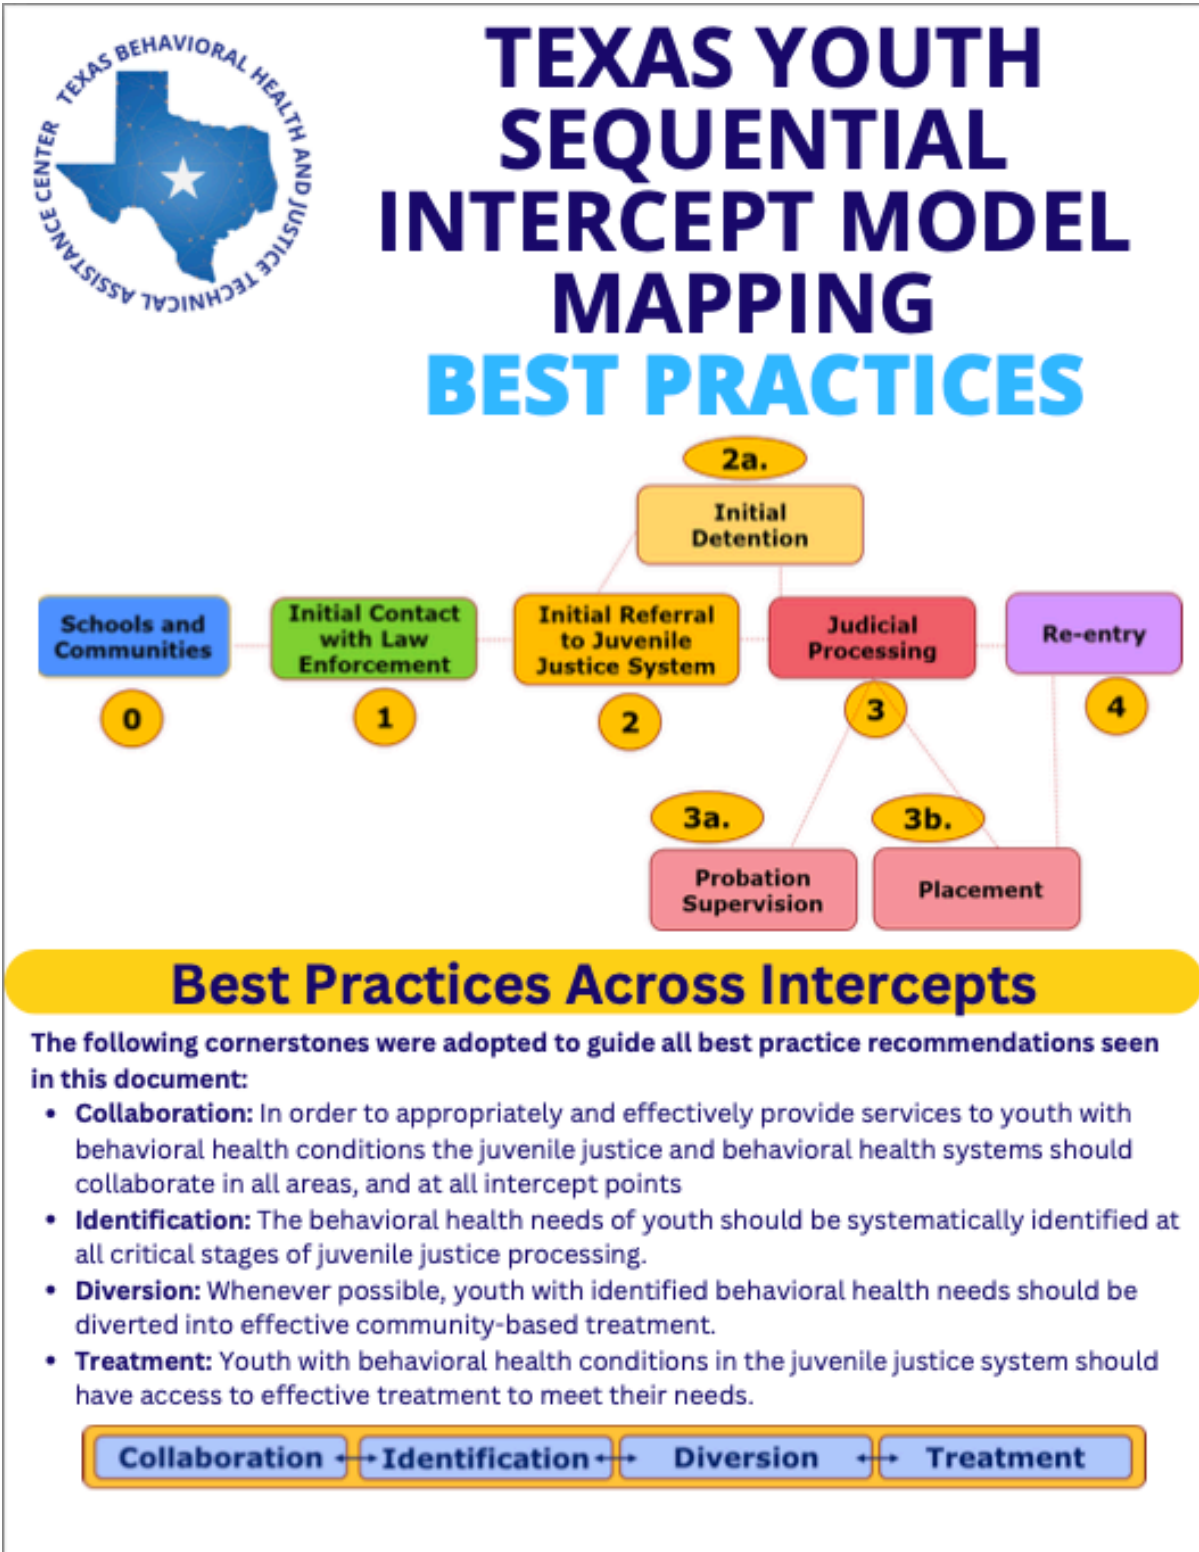 TEXAS BEHAVIORAL HEALTH AND JUSTICE TECHNICAL ASSISTANCE CENTER
TEXAS YOUTH
SEQUENTIAL
INTERCEPT MODEL
MAPPING
BEST PRACTICES
2a.
Initial
Detention
Schools and
Communities
0
Initial Contact
with Law
Enforcement
1
Initial Referral
to Juvenile
Justice System
2
Judicial
Processing
3
Re-entry
4
3a.
Probation
Supervision
3b.
Placement
Best Practices Across Intercepts
The following cornerstones were adopted to guide all best practice recommendations seen
in this document:
• Collaboration: In order to appropriately and effectively provide services to youth with
behavioral health conditions the juvenile justice and behavioral health systems should
collaborate in all areas, and at all intercept points
• Identification: The behavioral health needs of youth should be systematically identified at
all critical stages of juvenile justice processing.
• Diversion: Whenever possible, youth with identified behavioral health needs should be
diverted into effective community-based treatment.
• Treatment: Youth with behavioral health conditions in the juvenile justice system should
have access to effective treatment to meet their needs.
Collaboration Identification Diversion Treatment